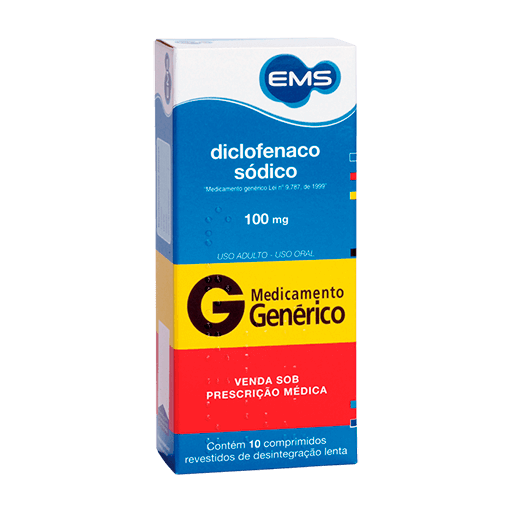 EMS
diclofenaco
sódico
"Medicamento genérico Lei nº 9.787, de 1999"
100 mg
USO ADULTO - USO ORAL
G Medicamento
Genérico
VENDA SOB
PRESCRIÇÃO MÉDICA
Contém 10 comprimidos
revestidos de desintegração lenta